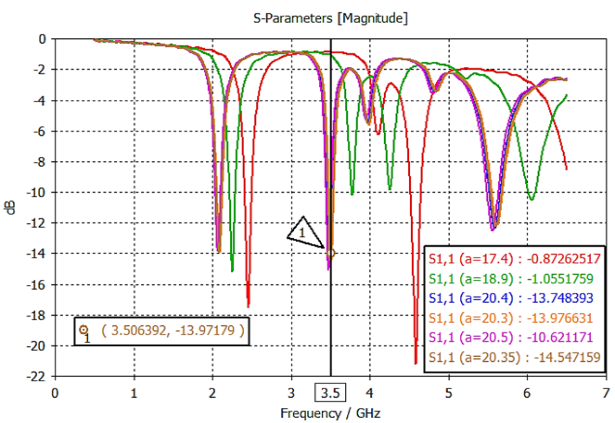 S-Parameters [Magnitude]
0
-2
-4
-6
-8
-10
-12
-14
-16
-18
-20
-22
dB
1
S1,1 (a=17.4) : -0.87262517
S1,1 (a=18.9) : -1.0551759
S1,1 (a=20.4) : -13.748393
S1,1 (a=20.3) : -13.976631
S1,1 (a=20.5) : -10.621171
S1,1 (a=20.35) : -14.547159
1 ( 3.506392, -13.97179 )
0 1 2 3 3.5 4 5 6 7
Frequency / GHz